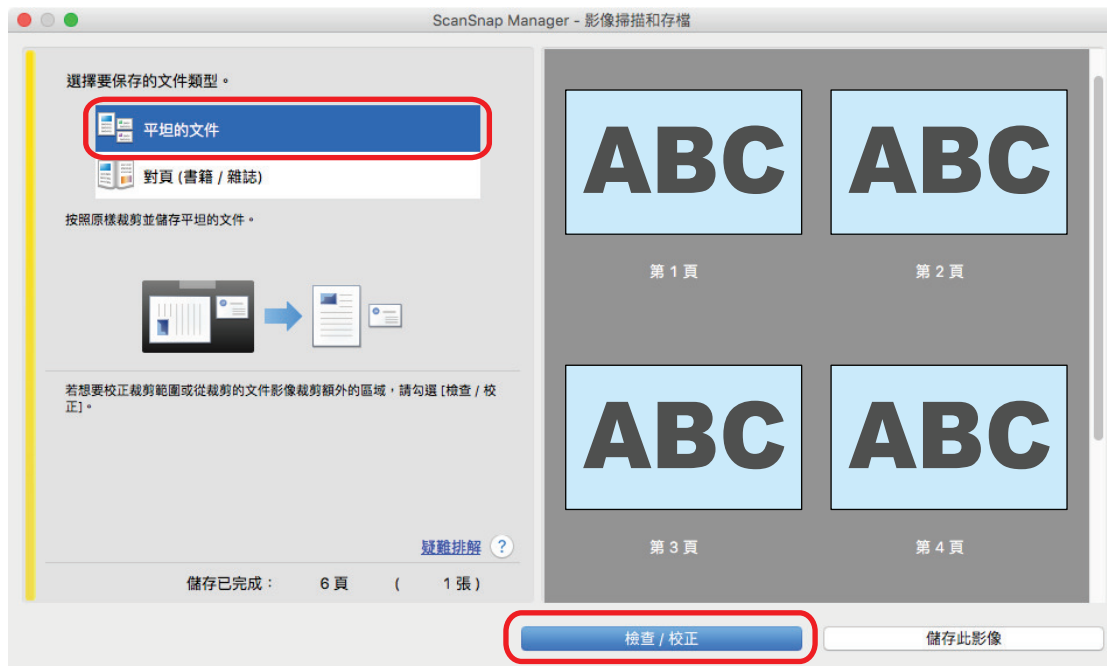 ScanSnap Manager - 影像掃描和存檔
選擇要保存的文件類型。
平坦的文件
對頁 (書籍 / 雜誌)
按照原樣裁剪並儲存平坦的文件。
若想要校正裁剪範圍或從裁剪的文件影像裁剪額外的區域，請勾選 [檢查 / 校
正]。
疑難排解 ?
儲存已完成： 6 頁 ( 1 張 )
ABC ABC
第 1 頁 第 2 頁
ABC ABC
第 3 頁 第 4 頁
檢查 / 校正 儲存此影像